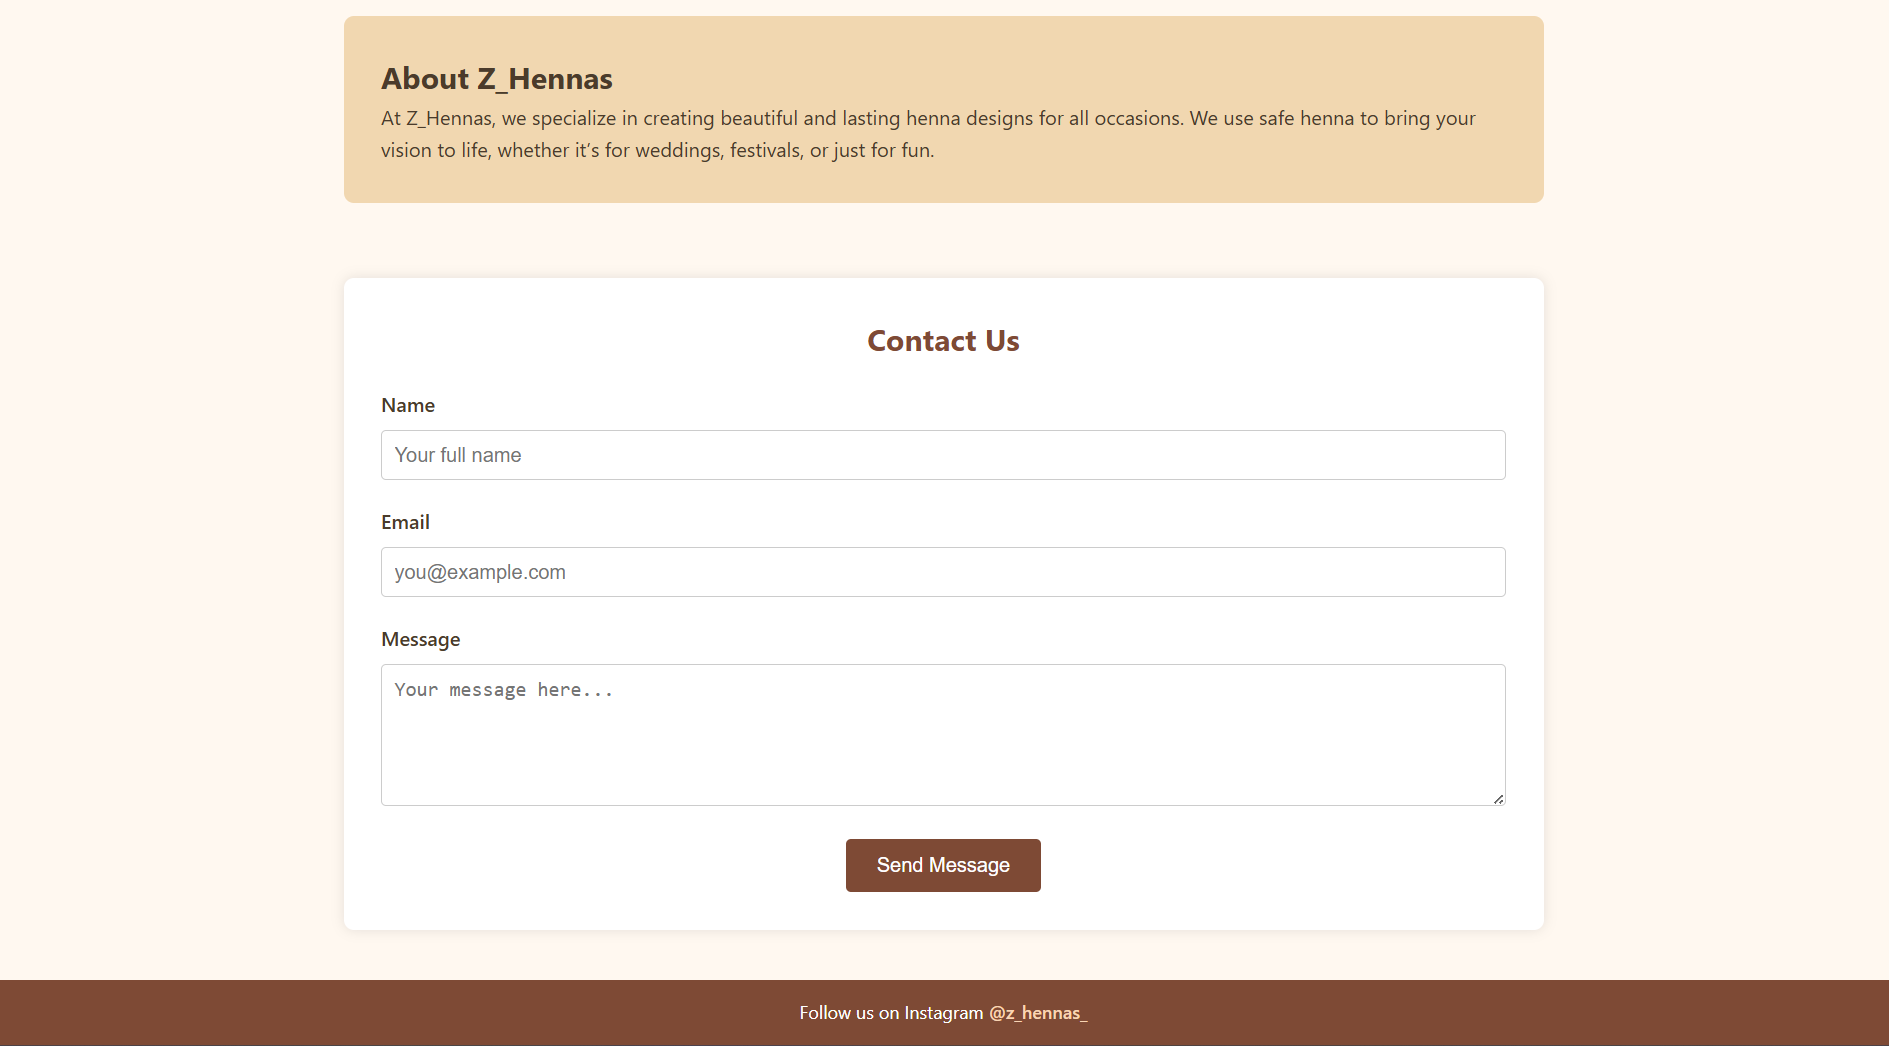 About Z_Hennas
At Z_Hennas, we specialize in creating beautiful and lasting henna designs for all occasions. We use safe henna to bring your
vision to life, whether it’s for weddings, festivals, or just for fun.
Contact Us
Name
Your full name
Email
you@example.com
Message
Your message here...
Send Message
Follow us on Instagram @z_hennas_